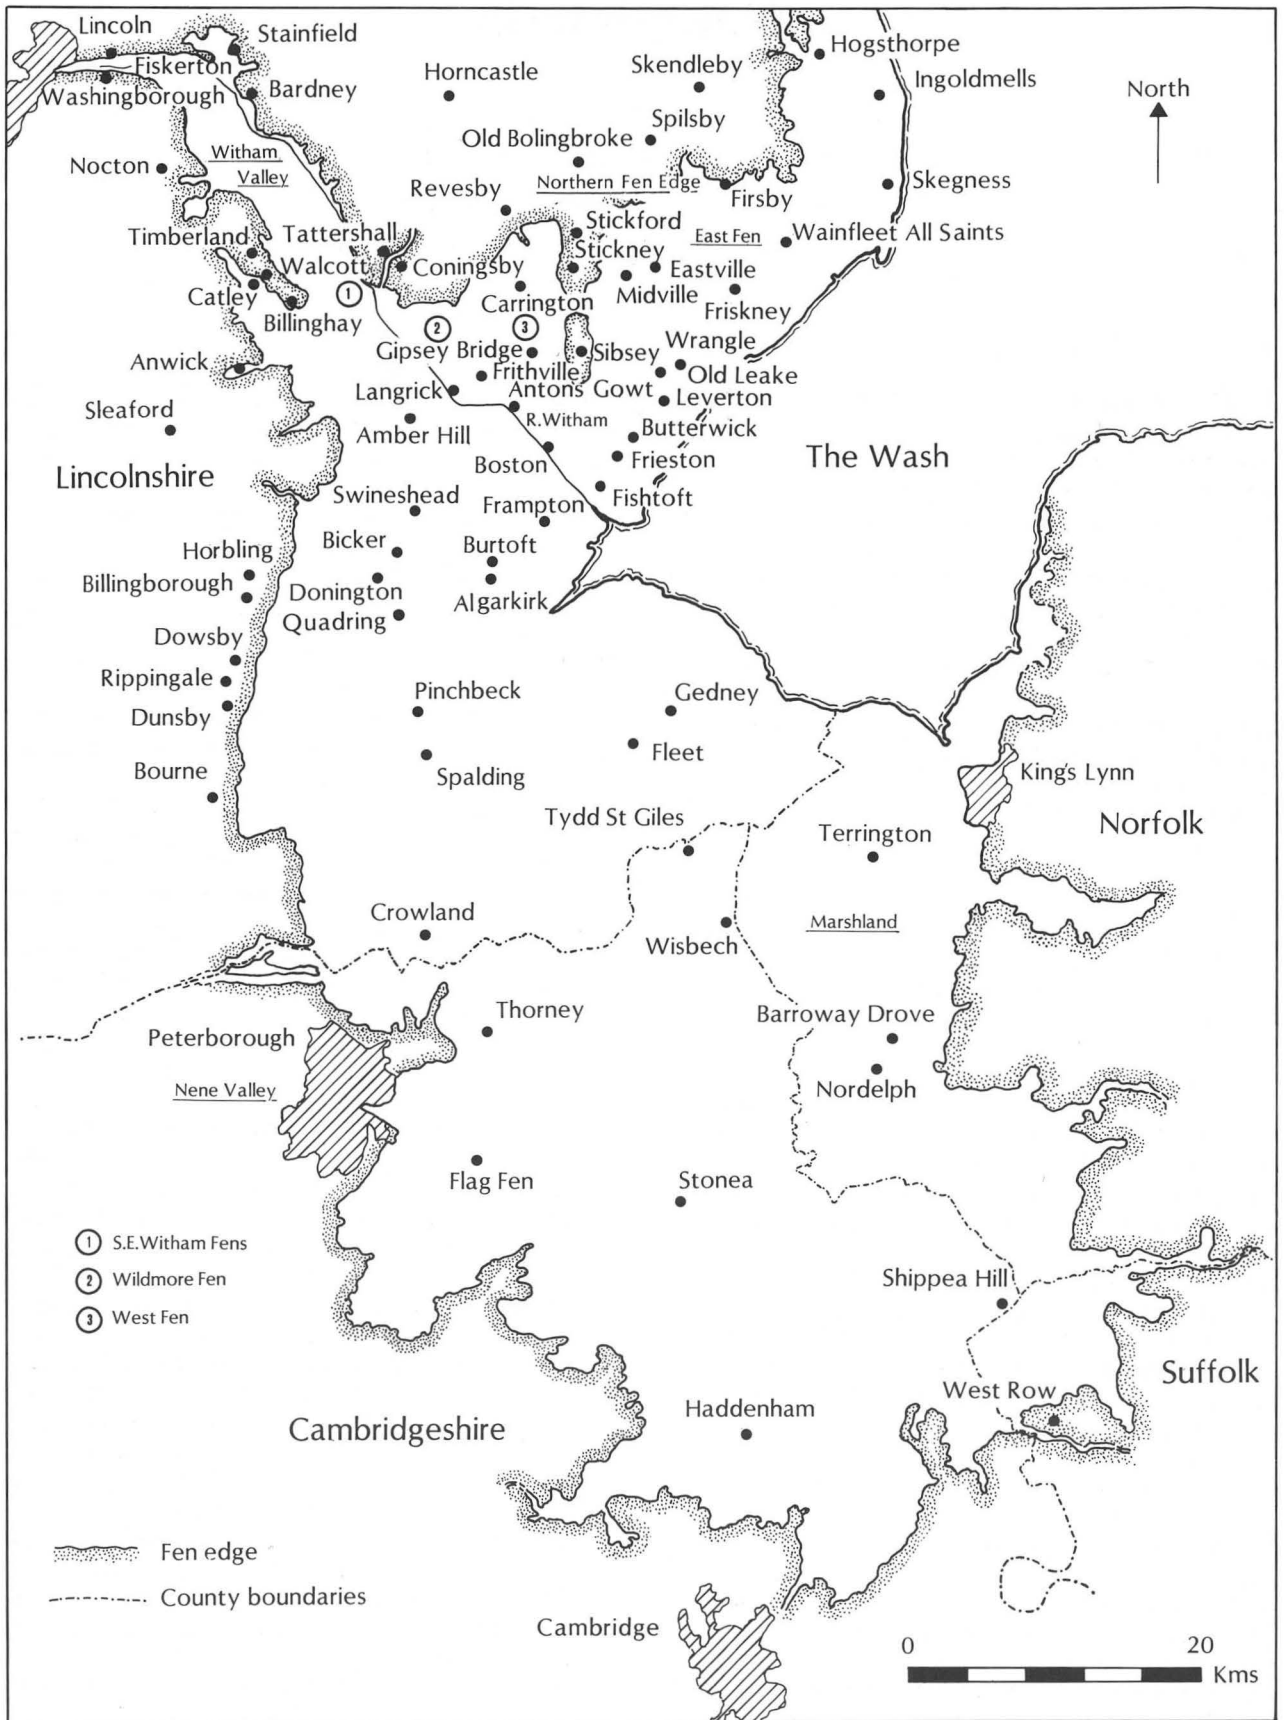 Lincoln
Stainfield
Fiskerton
Washingborough
Bardney
Horncastle
Skendleby
Hogsthorpe
Ingoldmells
North
Spilsby
Old Bolingbroke
Nocton
Witham
Valley
Revesby
Northern Fen Edge
Firsby
Skegness
Stickford
Timberland
Tattershall
East Fen
Wainfleet All Saints
Stickney
Walcott
Coningsby
Eastville
Catley
1
Carrington
Midville
Friskney
Billinghay
2
3
Gipsey Bridge
Sibsey
Wrangle
Anwick
Frithville
Old Leake
Langrick
Antons Gowt
Leverton
Sleaford
R.Witham
Amber Hill
Butterwick
The Wash
Boston
Frieston
Lincolnshire
Swineshead
Frampton
Fishtoft
Bicker
Burtoft
Horbling
Billingborough
Donington
Algarkirk
Quadring
Dowsby
Rippingale
Pinchbeck
Gedney
Dunsby
Fleet
Bourne
Spalding
King's Lynn
Tydd St Giles
Terrington
Norfolk
Crowland
Marshland
Wisbech
Thorney
Barroway Drove
Peterborough
Nene Valley
Nordelph
Flag Fen
Stonea
1 S.E.Witham Fens
2 Wildmore Fen
3 West Fen
Shippea Hill
Suffolk
West Row
Haddenham
Cambridgeshire
Fen edge
County boundaries
Cambridge
0 20
Kms